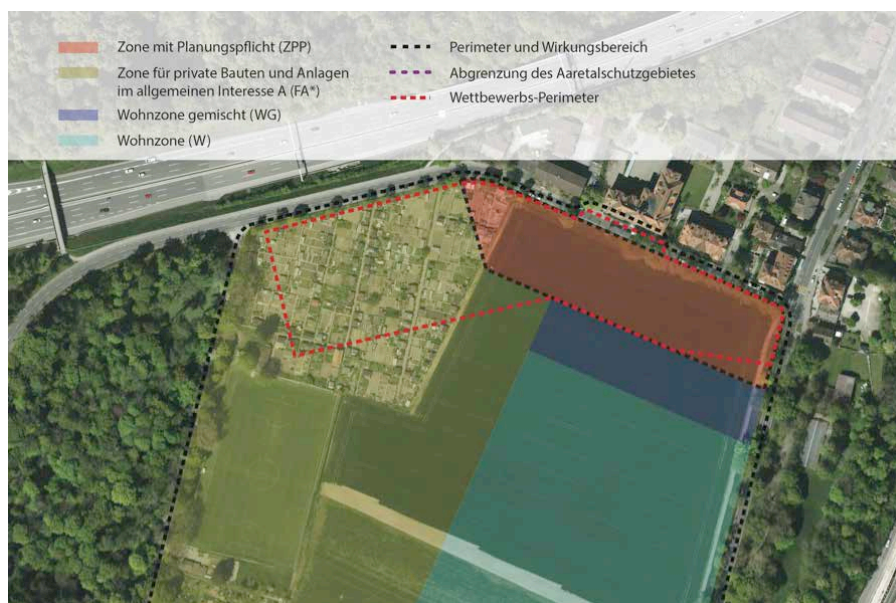 Zone mit Planungspflicht (ZPP)
Zone für private Bauten und Anlagen
im allgemeinen Interesse A (FA*)
Wohnzone gemischt (WG)
Wohnzone (W)
Perimeter und Wirkungsbereich
Abgrenzung des Aaretalschutzgebietes
Wettbewerbs-Perimeter